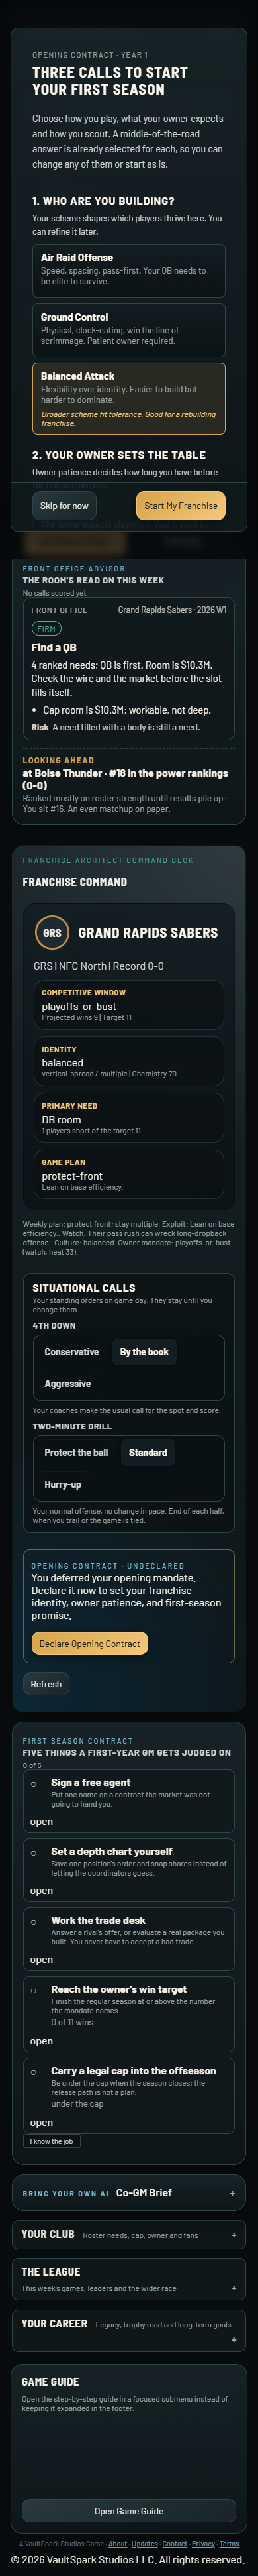 OPENING CONTRACT · YEAR 1
THREE CALLS TO START
YOUR FIRST SEASON
Choose how you play, what your owner expects
and how you scout. A middle-of-the-road
answer is already selected for each, so you can
change any of them or start as is.
1. WHO ARE YOU BUILDING?
Your scheme shapes which players thrive here. You
can refine it later.
Air Raid Offense
Speed, spacing, pass-first. Your QB needs to
be elite to survive.
Ground Control
Physical, clock-eating, win the line of
scrimmage. Patient owner required.
Balanced Attack
Flexibility over identity. Easier to build but
harder to dominate.
Broader scheme fit tolerance. Good for a rebuilding
franchise.
2. YOUR OWNER SETS THE TABLE
Owner patience decides how long you have before
Skip for now
Start My Franchise
FRONT OFFICE ADVISOR
THE ROOM'S READ ON THIS WEEK
No calls scored yet
FRONT OFFICE
Grand Rapids Sabers · 2026 W1
FIRM
Find a QB
4 ranked needs; QB is first. Room is $10.3M.
Check the wire and the market before the slot
fills itself.
• Cap room is $10.3M: workable, not deep.
Risk A need filled with a body is still a need.
LOOKING AHEAD
at Boise Thunder · #18 in the power rankings
(0-0)
Ranked mostly on roster strength until results pile up ·
You sit #16. An even matchup on paper.
FRANCHISE ARCHITECT COMMAND DECK
FRANCHISE COMMAND
GRS
GRAND RAPIDS SABERS
GRS | NFC North | Record 0-0
COMPETITIVE WINDOW
playoffs-or-bust
Projected wins 9 | Target 11
IDENTITY
balanced
vertical-spread / multiple | Chemistry 70
PRIMARY NEED
DB room
1 players short of the target 11
GAME PLAN
protect-front
Lean on base efficiency.
Weekly plan: protect front; stay multiple. Exploit: Lean on base
efficiency.. Watch: Their pass rush can wreck long-dropback
offense.. Culture: balanced. Owner mandate: playoffs-or-bust
(watch, heat 33).
SITUATIONAL CALLS
Your standing orders on game day. They stay until you
change them.
4TH DOWN
Conservative
By the book
Aggressive
Your coaches make the usual call for the spot and score.
TWO-MINUTE DRILL
Protect the ball
Standard
Hurry-up
Your normal offense, no change in pace. End of each half,
when you trail or the game is tied.
OPENING CONTRACT · UNDECLARED
You deferred your opening mandate.
Declare it now to set your franchise
identity, owner patience, and first-season
promise.
Declare Opening Contract
Refresh
FIRST SEASON CONTRACT
FIVE THINGS A FIRST-YEAR GM GETS JUDGED ON
0 of 5
Sign a free agent
Put one name on a contract the market was not
going to hand you.
open
Set a depth chart yourself
Save one position's order and snap shares instead of
letting the coordinators guess.
open
Work the trade desk
Answer a rival's offer, or evaluate a real package you
built. You never have to accept a bad trade.
open
Reach the owner's win target
Finish the regular season at or above the number
the mandate names.
0 of 11 wins
open
Carry a legal cap into the offseason
Be under the cap when the season closes; the
release path is not a plan.
under the cap
open
I know the job
BRING YOUR OWN AI Co-GM Brief +
YOUR CLUB Roster needs, cap, owner and fans +
THE LEAGUE
This week's games, leaders and the wider race +
YOUR CAREER Legacy, trophy road and long-term goals
+
GAME GUIDE
Open the step-by-step guide in a focused submenu instead of
keeping it expanded in the footer.
Open Game Guide
A VaultSpark Studios Game · About · Updates · Contact · Privacy · Terms
© 2026 VaultSpark Studios LLC. All rights reserved.